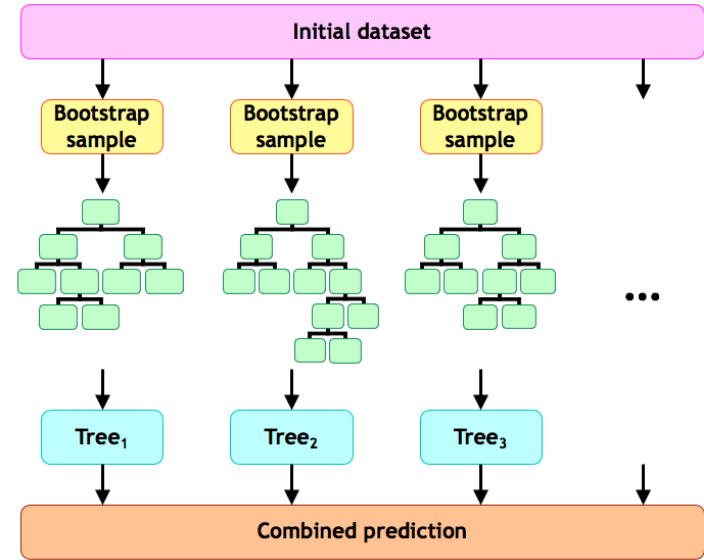 Initial dataset
Bootstrap
sample
Bootstrap
sample
Bootstrap
sample
...
Tree₁
Tree₂
Tree₃
Combined prediction